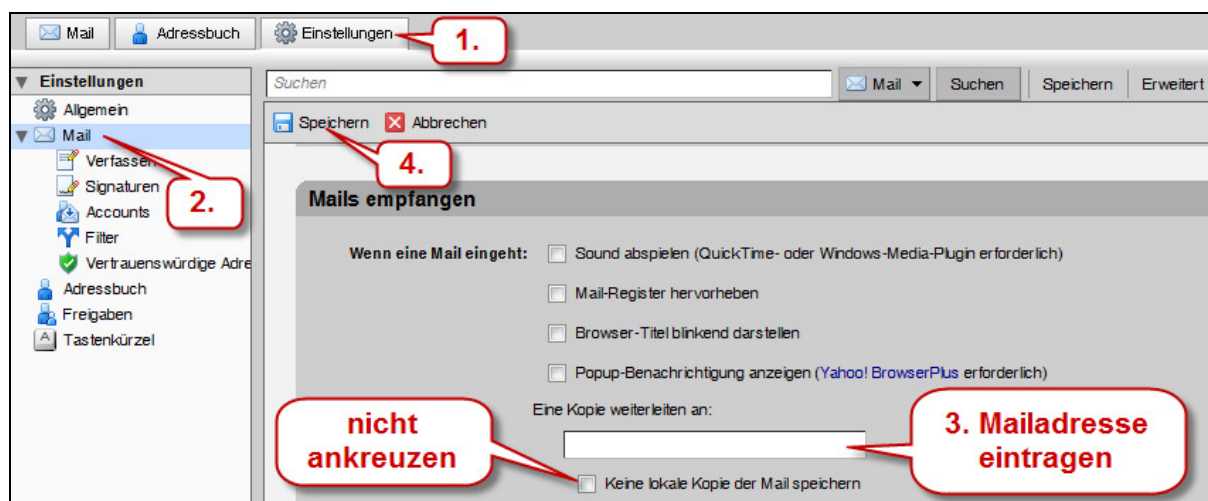 Mail
Adressbuch
Einstellungen
1.
Einstellungen
Suchen
Mail
Suchen
Speichern
Erweitert
Allgemein
Mail
Speichern
Abbrechen
Verfassen
4.
Signaturen
2.
Accounts
Mails empfangen
Filter
Vertrauenswürdige Adre
Wenn eine Mail eingeht:
Sound abspielen (QuickTime- oder Windows-Media-Plugin erforderlich)
Adressbuch
Mail-Register hervorheben
Freigaben
Tastenkürzel
Browser-Titel blinkend darstellen
Popup-Benachrichtigung anzeigen (Yahoo! BrowserPlus erforderlich)
Eine Kopie weiterleiten an:
nicht
ankreuzen
3. Mailadresse
eintragen
Keine lokale Kopie der Mail speichern